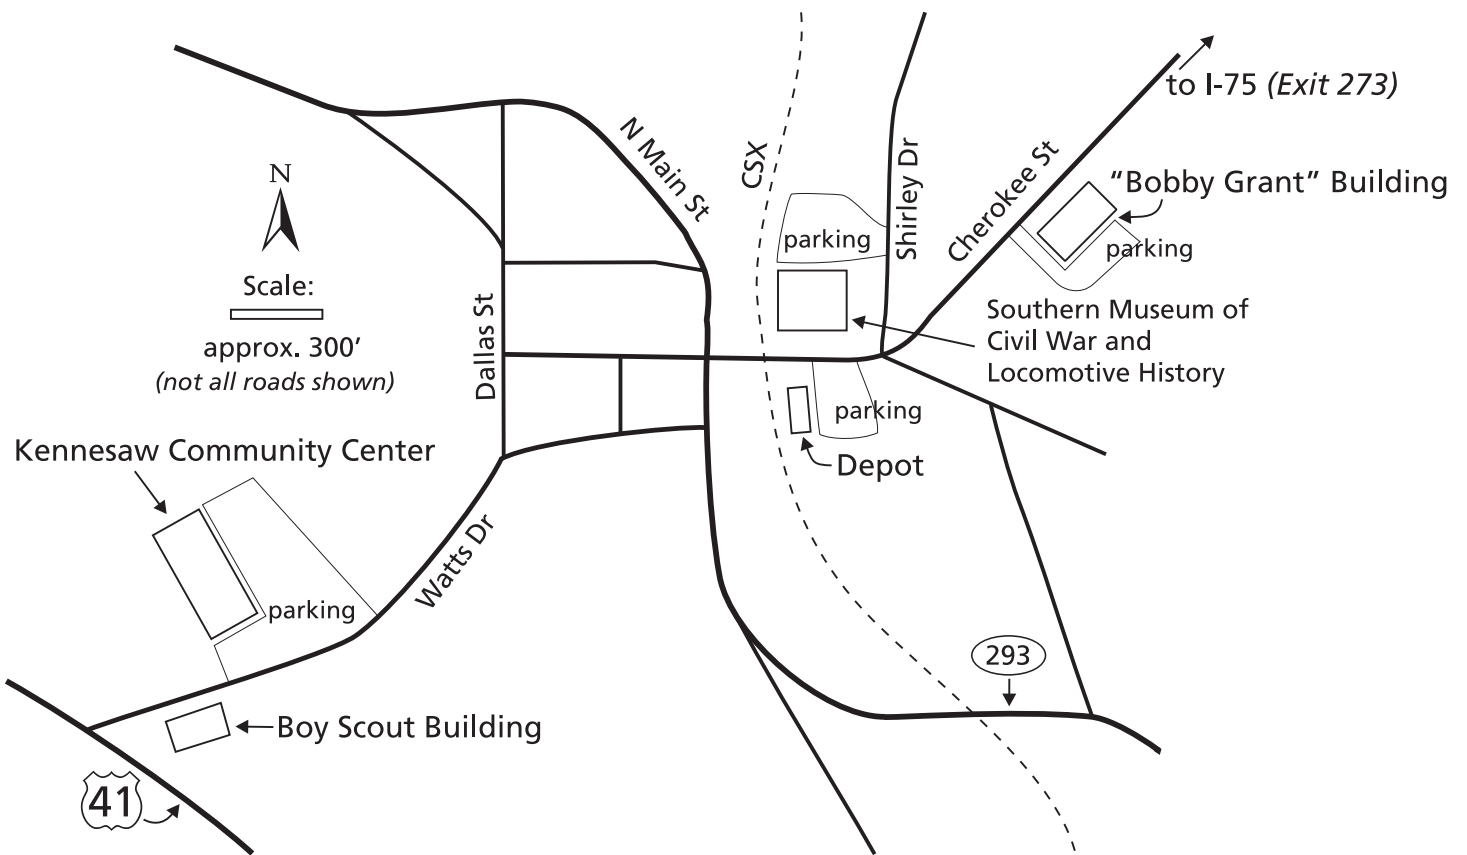 to I-75 (Exit 273)
N Main St
CSX
Shirley Dr
Cherokee St
"Bobby Grant" Building
N
parking
parking
Scale:
approx. 300’
(not all roads shown)
Dallas St
Southern Museum of
Civil War and
Locomotive History
parking
Kennesaw Community Center
Depot
Watts Dr
parking
293
Boy Scout Building
41